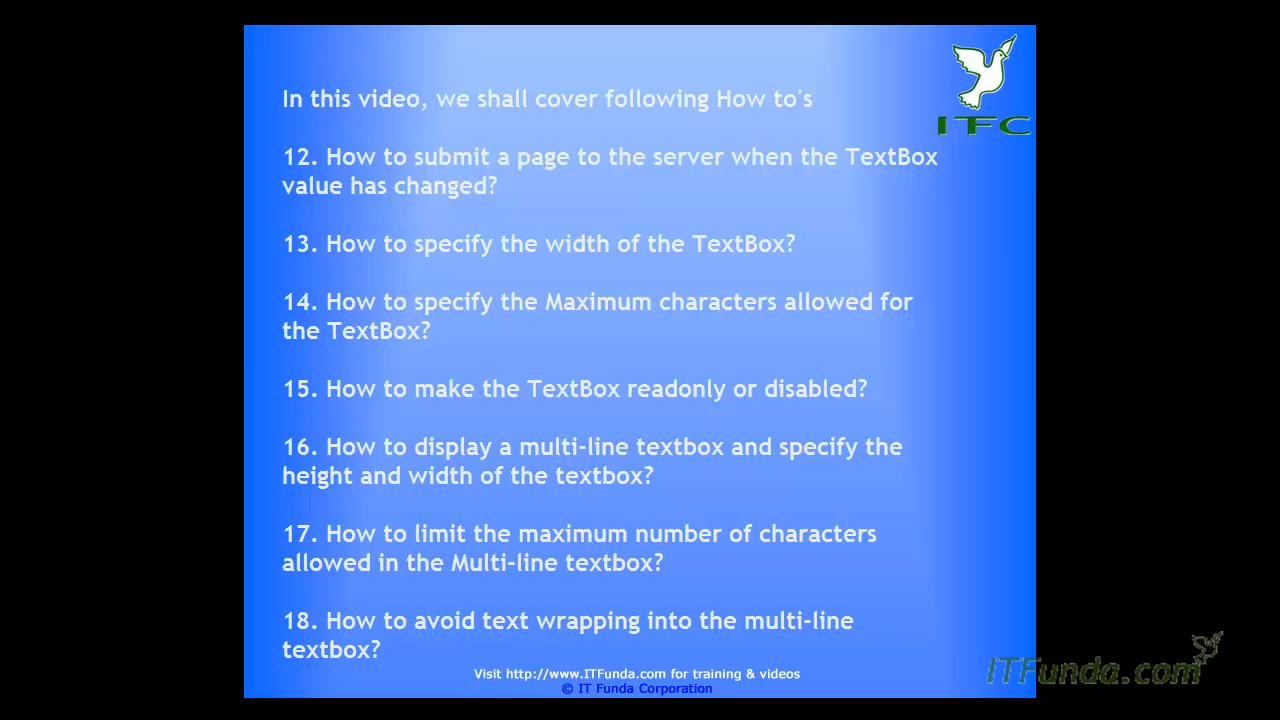 ITC
In this video, we shall cover following How to's
12. How to submit a page to the server when the TextBox
value has changed?
13. How to specify the width of the TextBox?
14. How to specify the Maximum characters allowed for
the TextBox?
15. How to make the TextBox readonly or disabled?
16. How to display a multi-line textbox and specify the
height and width of the textbox?
17. How to limit the maximum number of characters
allowed in the Multi-line textbox?
18. How to avoid text wrapping into the multi-line
textbox?
Visit http://www.ITFunda.com for training & videos
© IT Funda Corporation
ITFunda.com